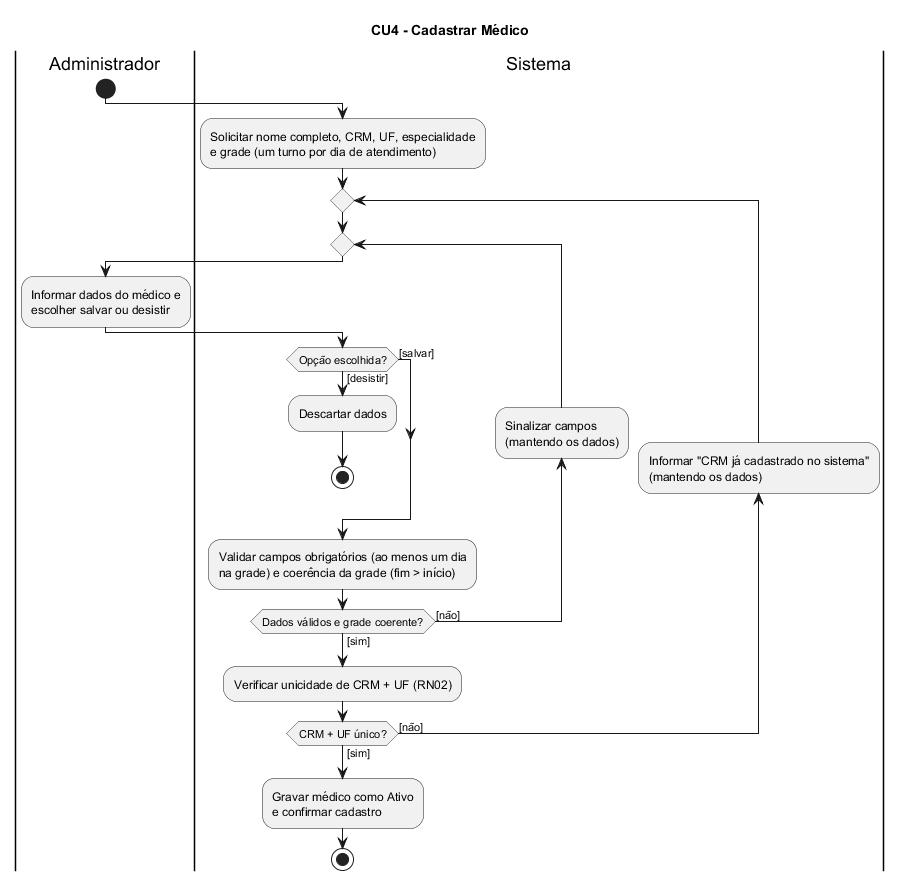 CU4 - Cadastrar Médico
Administrador
Sistema
Solicitar nome completo, CRM, UF, especialidade
e grade (um turno por dia de atendimento)
Informar dados do médico e
escolher salvar ou desistir
Opção escolhida?
[salvar]
[desistir]
Descartar dados
Sinalizar campos
(mantendo os dados)
Informar "CRM já cadastrado no sistema"
(mantendo os dados)
Validar campos obrigatórios (ao menos um dia
na grade) e coerência da grade (fim > início)
Dados válidos e grade coerente?
[não]
[sim]
Verificar unicidade de CRM + UF (RN02)
CRM + UF único?
[não]
[sim]
Gravar médico como Ativo
e confirmar cadastro